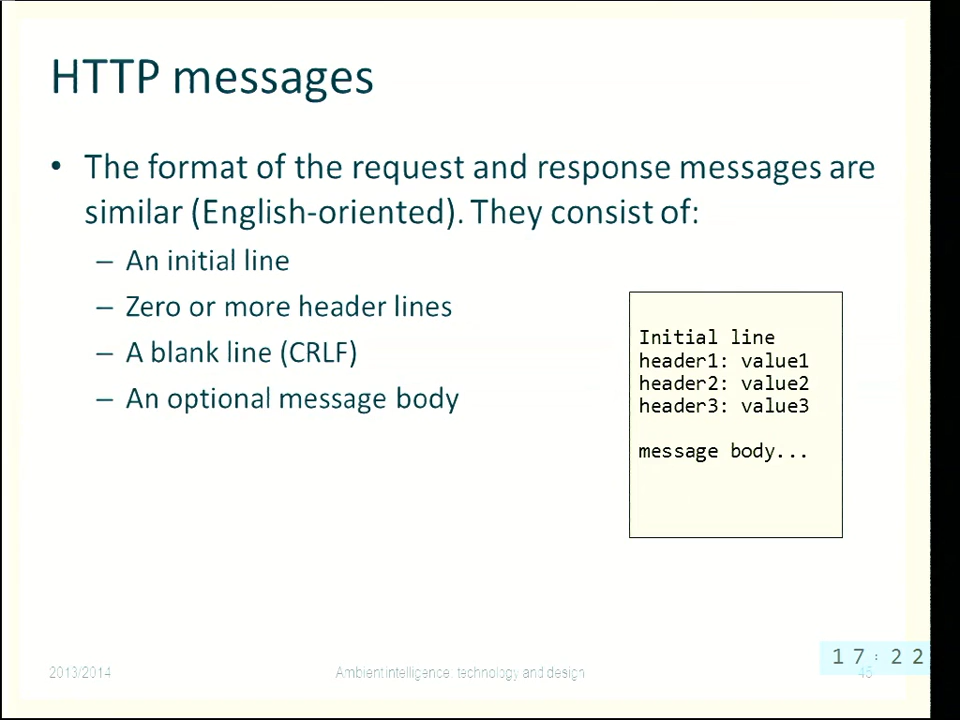 HTTP messages
• The format of the request and response messages are
similar (English-oriented). They consist of:
– An initial line
– Zero or more header lines
– A blank line (CRLF)
– An optional message body
Initial line
header1: value1
header2: value2
header3: value3
message body...
2013/2014
Ambient intelligence: technology and design
45
17:22